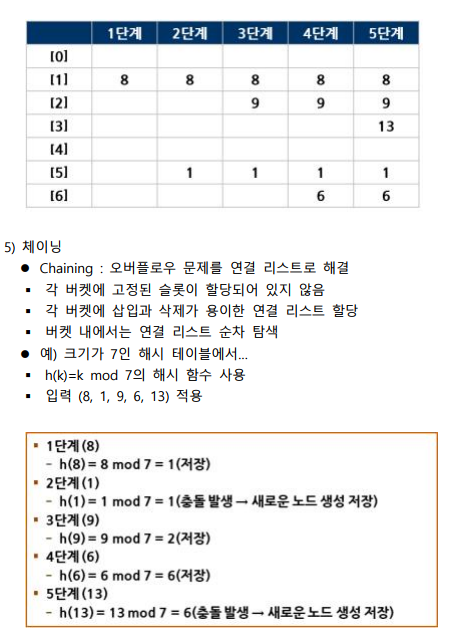 1단계 2단계 3단계 4단계 5단계
[0]
[1] 8 8 8 8 8
[2] 9 9 9
[3] 13
[4]
[5] 1 1 1 1
[6] 6 6
5) 체이닝
● Chaining : 오버플로우 문제를 연결 리스트로 해결
▪ 각 버켓에 고정된 슬롯이 할당되어 있지 않음
▪ 각 버켓에 삽입과 삭제가 용이한 연결 리스트 할당
▪ 버켓 내에서는 연결 리스트 순차 탐색
● 예) 크기가 7인 해시 테이블에서...
▪ h(k)=k mod 7의 해시 함수 사용
▪ 입력 (8, 1, 9, 6, 13) 적용
▪ 1단계 (8)
- h(8) = 8 mod 7 = 1(저장)
▪ 2단계 (1)
- h(1) = 1 mod 7 = 1(충돌 발생 → 새로운 노드 생성 저장)
▪ 3단계 (9)
- h(9) = 9 mod 7 = 2(저장)
▪ 4단계 (6)
- h(6) = 6 mod 7 = 6(저장)
▪ 5단계 (13)
- h(13) = 13 mod 7 = 6(충돌 발생 → 새로운 노드 생성 저장)